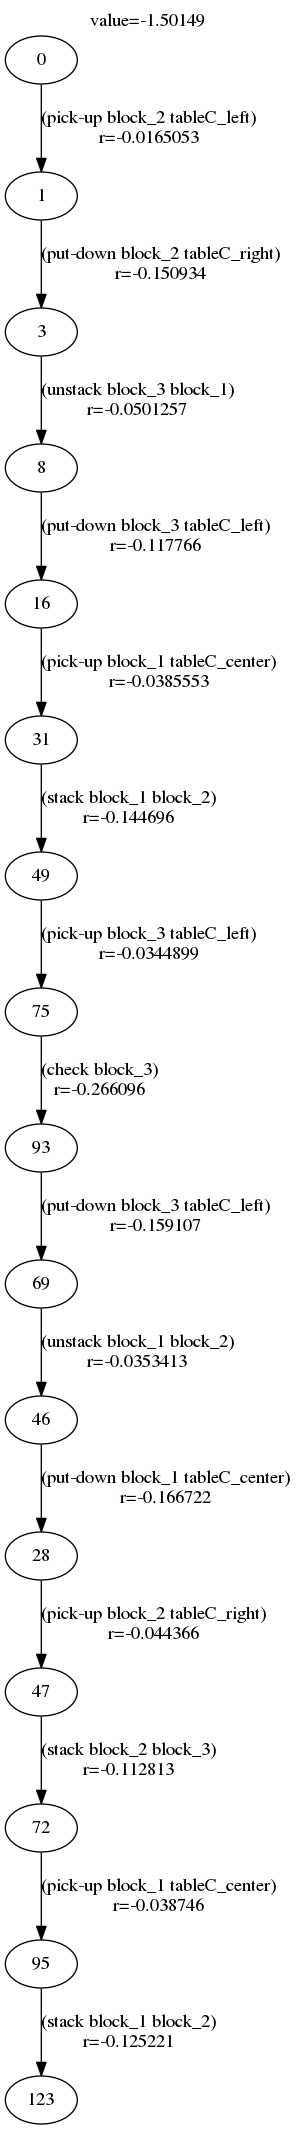 value=-1.50149
0
(pick-up block_2 tableC_left)
r=-0.0165053
1
(put-down block_2 tableC_right)
r=-0.150934
3
(unstack block_3 block_1)
r=-0.0501257
8
(put-down block_3 tableC_left)
r=-0.117766
16
(pick-up block_1 tableC_center)
r=-0.0385553
31
(stack block_1 block_2)
r=-0.144696
49
(pick-up block_3 tableC_left)
r=-0.0344899
75
(check block_3)
r=-0.266096
93
(put-down block_3 tableC_left)
r=-0.159107
69
(unstack block_1 block_2)
r=-0.0353413
46
(put-down block_1 tableC_center)
r=-0.166722
28
(pick-up block_2 tableC_right)
r=-0.044366
47
(stack block_2 block_3)
r=-0.112813
72
(pick-up block_1 tableC_center)
r=-0.038746
95
(stack block_1 block_2)
r=-0.125221
123